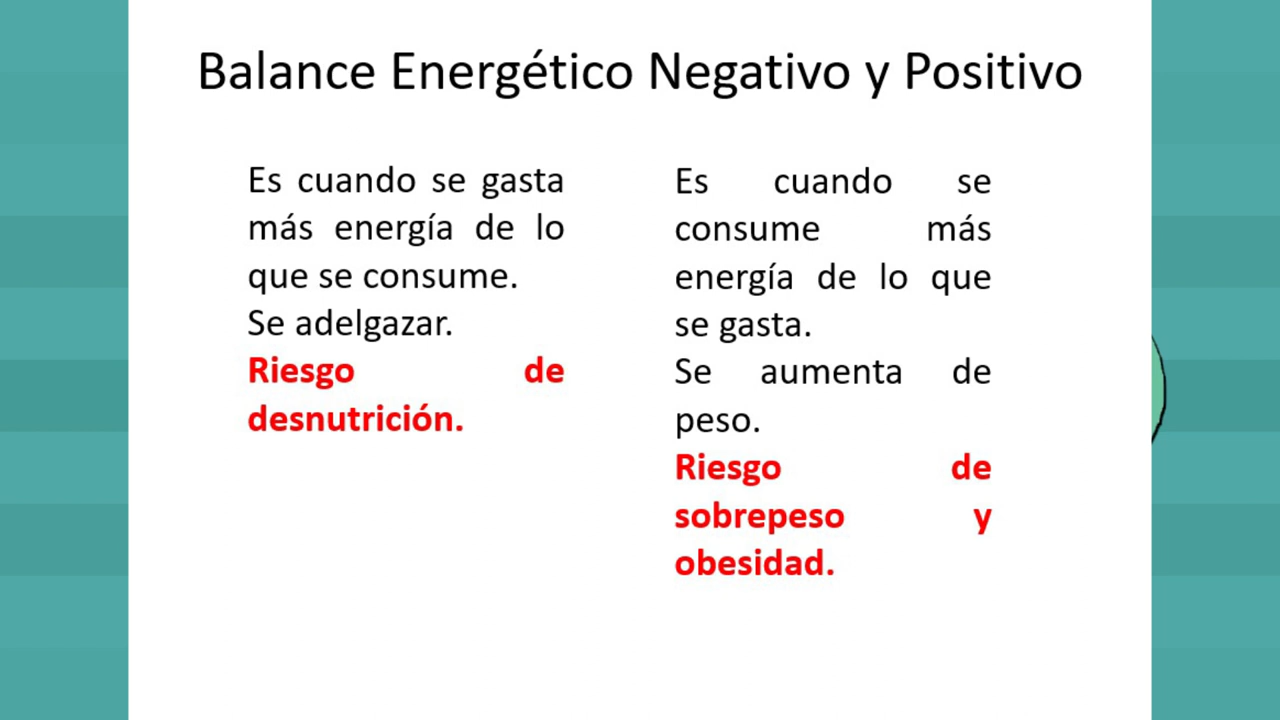 Balance Energético Negativo y Positivo
Es cuando se gasta
más energía de lo
que se consume.
Se adelgazar.
Riesgo de
desnutrición.
Es cuando se
consume más
energía de lo que
se gasta.
Se aumenta de
peso.
Riesgo de
sobrepeso y
obesidad.